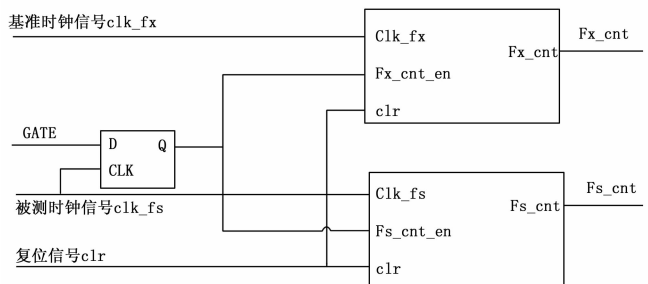 基准时钟信号clk_fx
Clk_fx
Fx_cnt
Fx_cnt
Fx_cnt_en
clr
GATE
D
Q
CLK
被测时钟信号clk_fs
Clk_fs
Fs_cnt
Fs_cnt
Fs_cnt_en
复位信号clr
clr